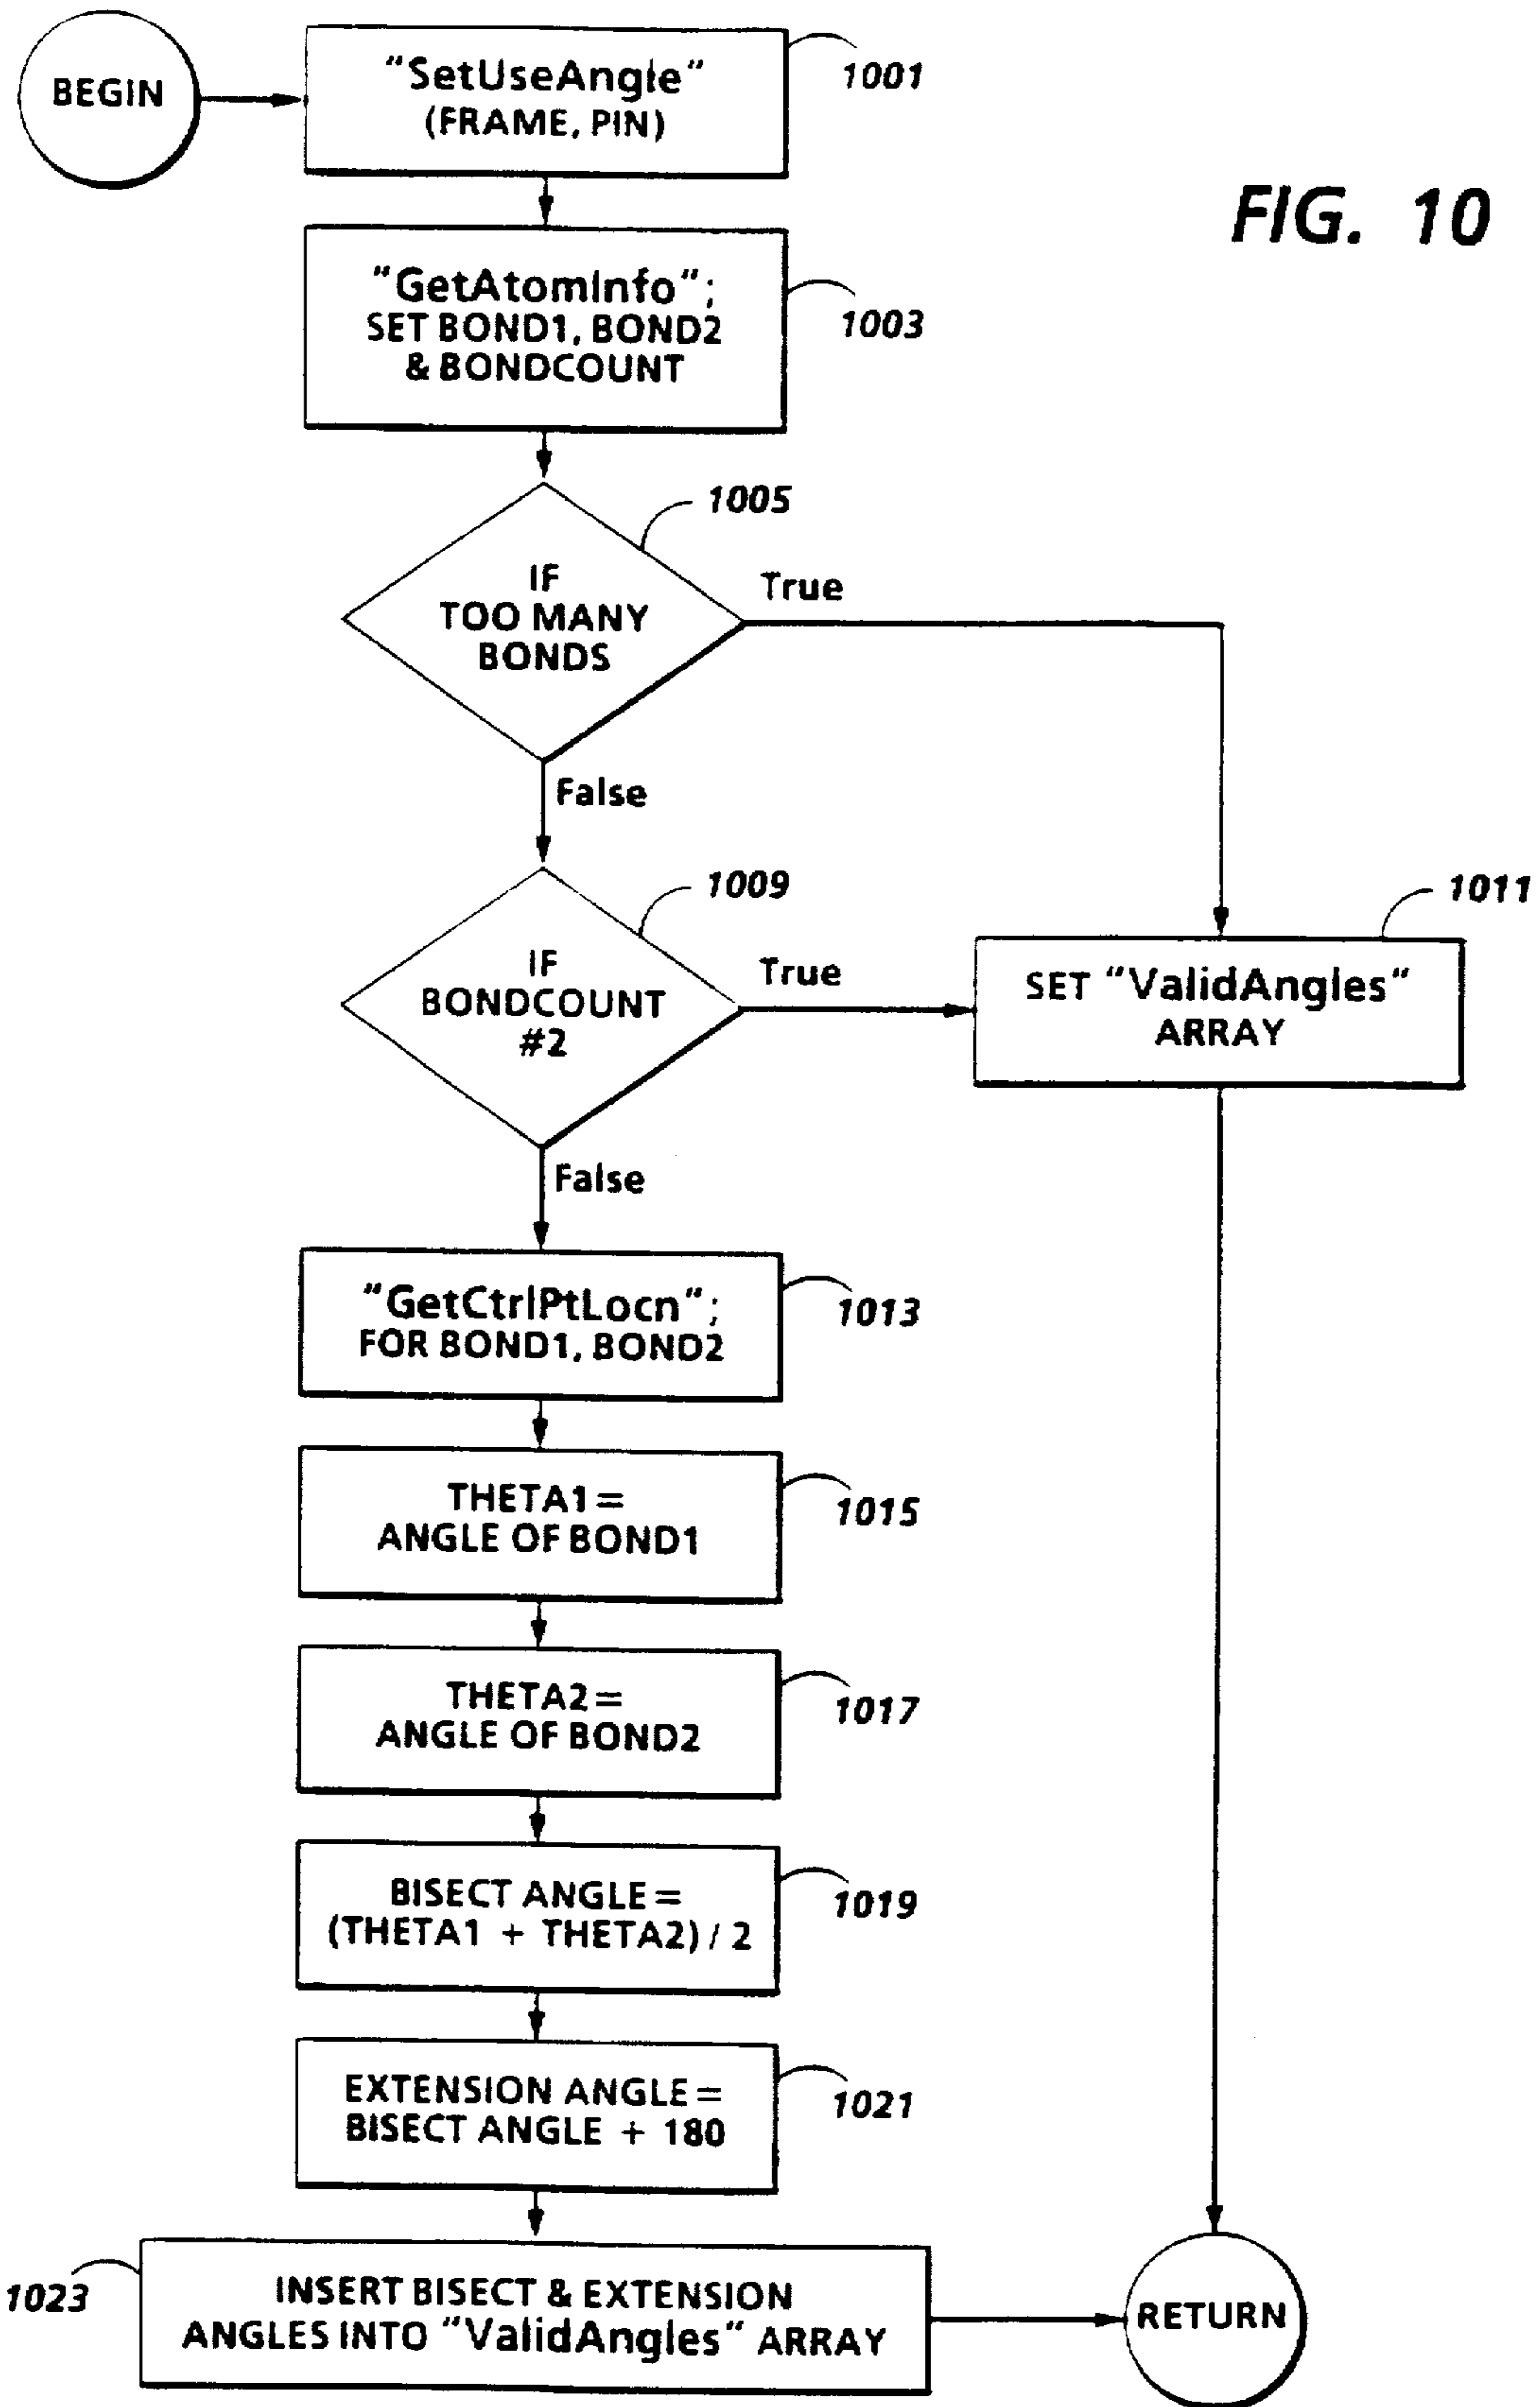 BEGIN
"SetUseAngle"
(FRAME, PIN)
1001
FIG. 10
"GetAtomInfo";
SET BOND1, BOND2
& BONDCOUNT
1003
1005
IF
TOO MANY
BONDS
True
False
1009
IF
BONDCOUNT
#2
True
1011
SET "ValidAngles"
ARRAY
False
"GetCtrlPtLocn";
FOR BOND1, BOND2
1013
THETA1=
ANGLE OF BOND1
1015
THETA2=
ANGLE OF BOND2
1017
BISECT ANGLE=
(THETA1 + THETA2) / 2
1019
EXTENSION ANGLE=
BISECT ANGLE + 180
1021
1023
INSERT BISECT & EXTENSION
ANGLES INTO "ValidAngles" ARRAY
RETURN